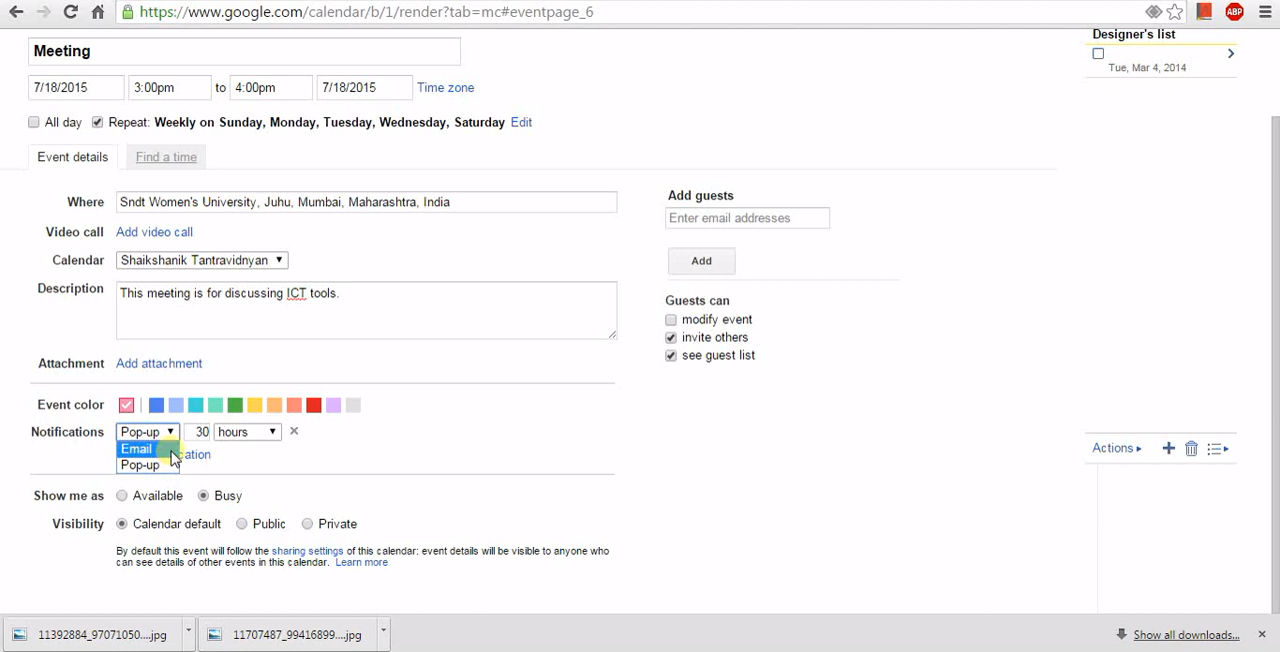 https://www.google.com/calendar/b/1/render?tab=mc#eventpage_6
ABP
Meeting
7/18/2015 3:00pm to 4:00pm 7/18/2015 Time zone
All day Repeat: Weekly on Sunday, Monday, Tuesday, Wednesday, Saturday Edit
Event details Find a time
Where Sndt Women's University, Juhu, Mumbai, Maharashtra, India
Video call Add video call
Calendar Shaikshanik Tantravidnyan
Description This meeting is for discussing ICT tools.
Attachment Add attachment
Event color
Notifications Pop-up 30 hours
Email
Pop-up
Show me as Available Busy
Visibility Calendar default Public Private
By default this event will follow the sharing settings of this calendar: event details will be visible to anyone who
can see details of other events in this calendar. Learn more
Add guests
Enter email addresses
Add
Guests can
modify event
invite others
see guest list
Designer's list
Tue, Mar 4, 2014
Actions
11392884_97071050....jpg 11707487_99416899....jpg Show all downloads...